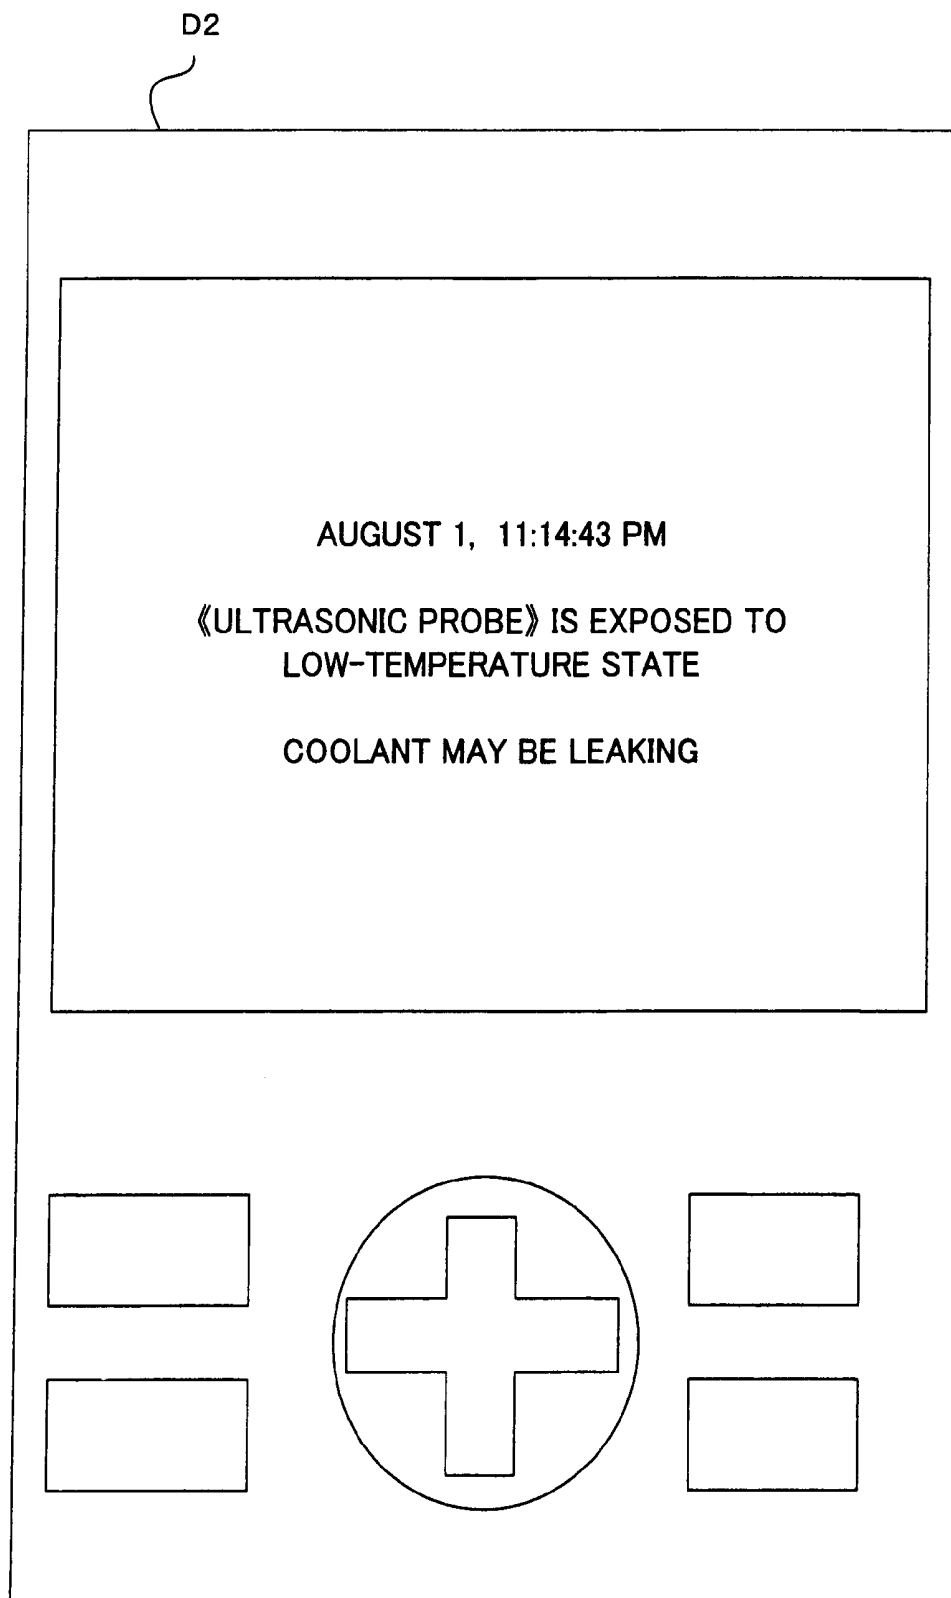 D2
AUGUST 1, 11:14:43 PM
《ULTRASONIC PROBE》 IS EXPOSED TO
LOW-TEMPERATURE STATE
COOLANT MAY BE LEAKING